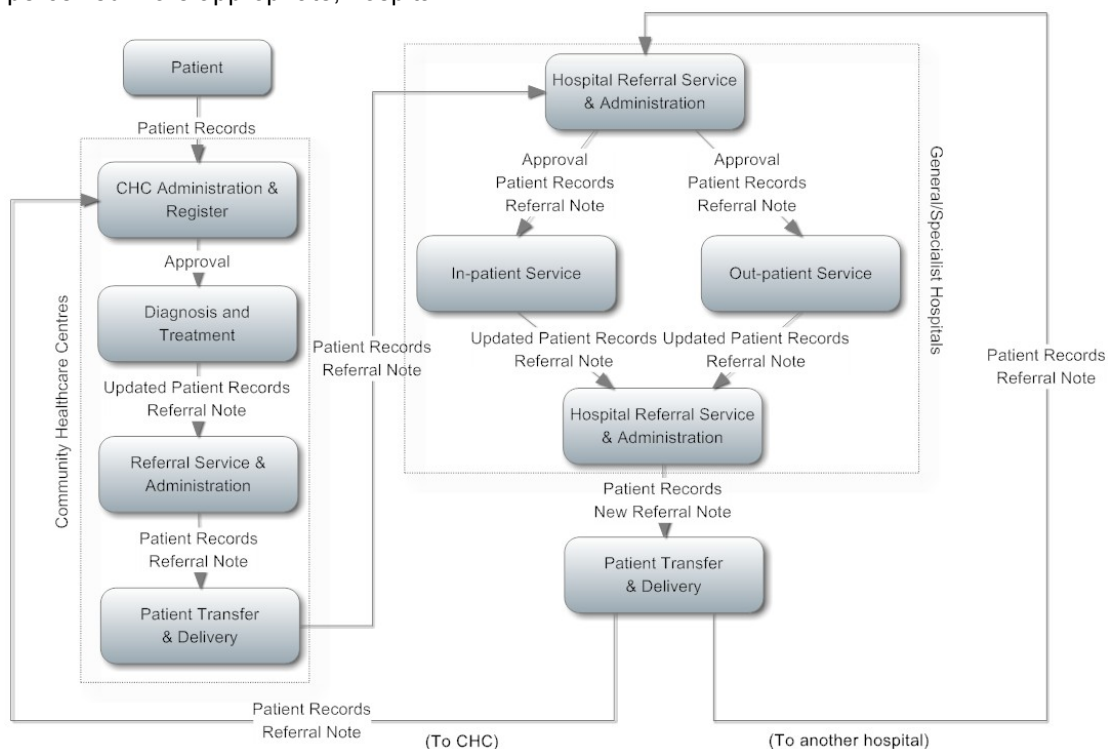 Patient
Patient Records
CHC Administration &
Register
Approval
Diagnosis and
Treatment
Updated Patient Records
Referral Note
Referral Service &
Administration
Patient Records
Referral Note
Patient Transfer
& Delivery
Community Healthcare Centres
Patient Records
Referral Note
Hospital Referral Service
& Administration
Approval
Patient Records
Referral Note
Approval
Patient Records
Referral Note
In-patient Service
Out-patient Service
Updated Patient Records
Referral Note
Updated Patient Records
Referral Note
Hospital Referral Service
& Administration
General/Specialist Hospitals
Patient Records
New Referral Note
Patient Transfer
& Delivery
Patient Records
Referral Note
Patient Records
Referral Note
(To CHC)
(To another hospital)